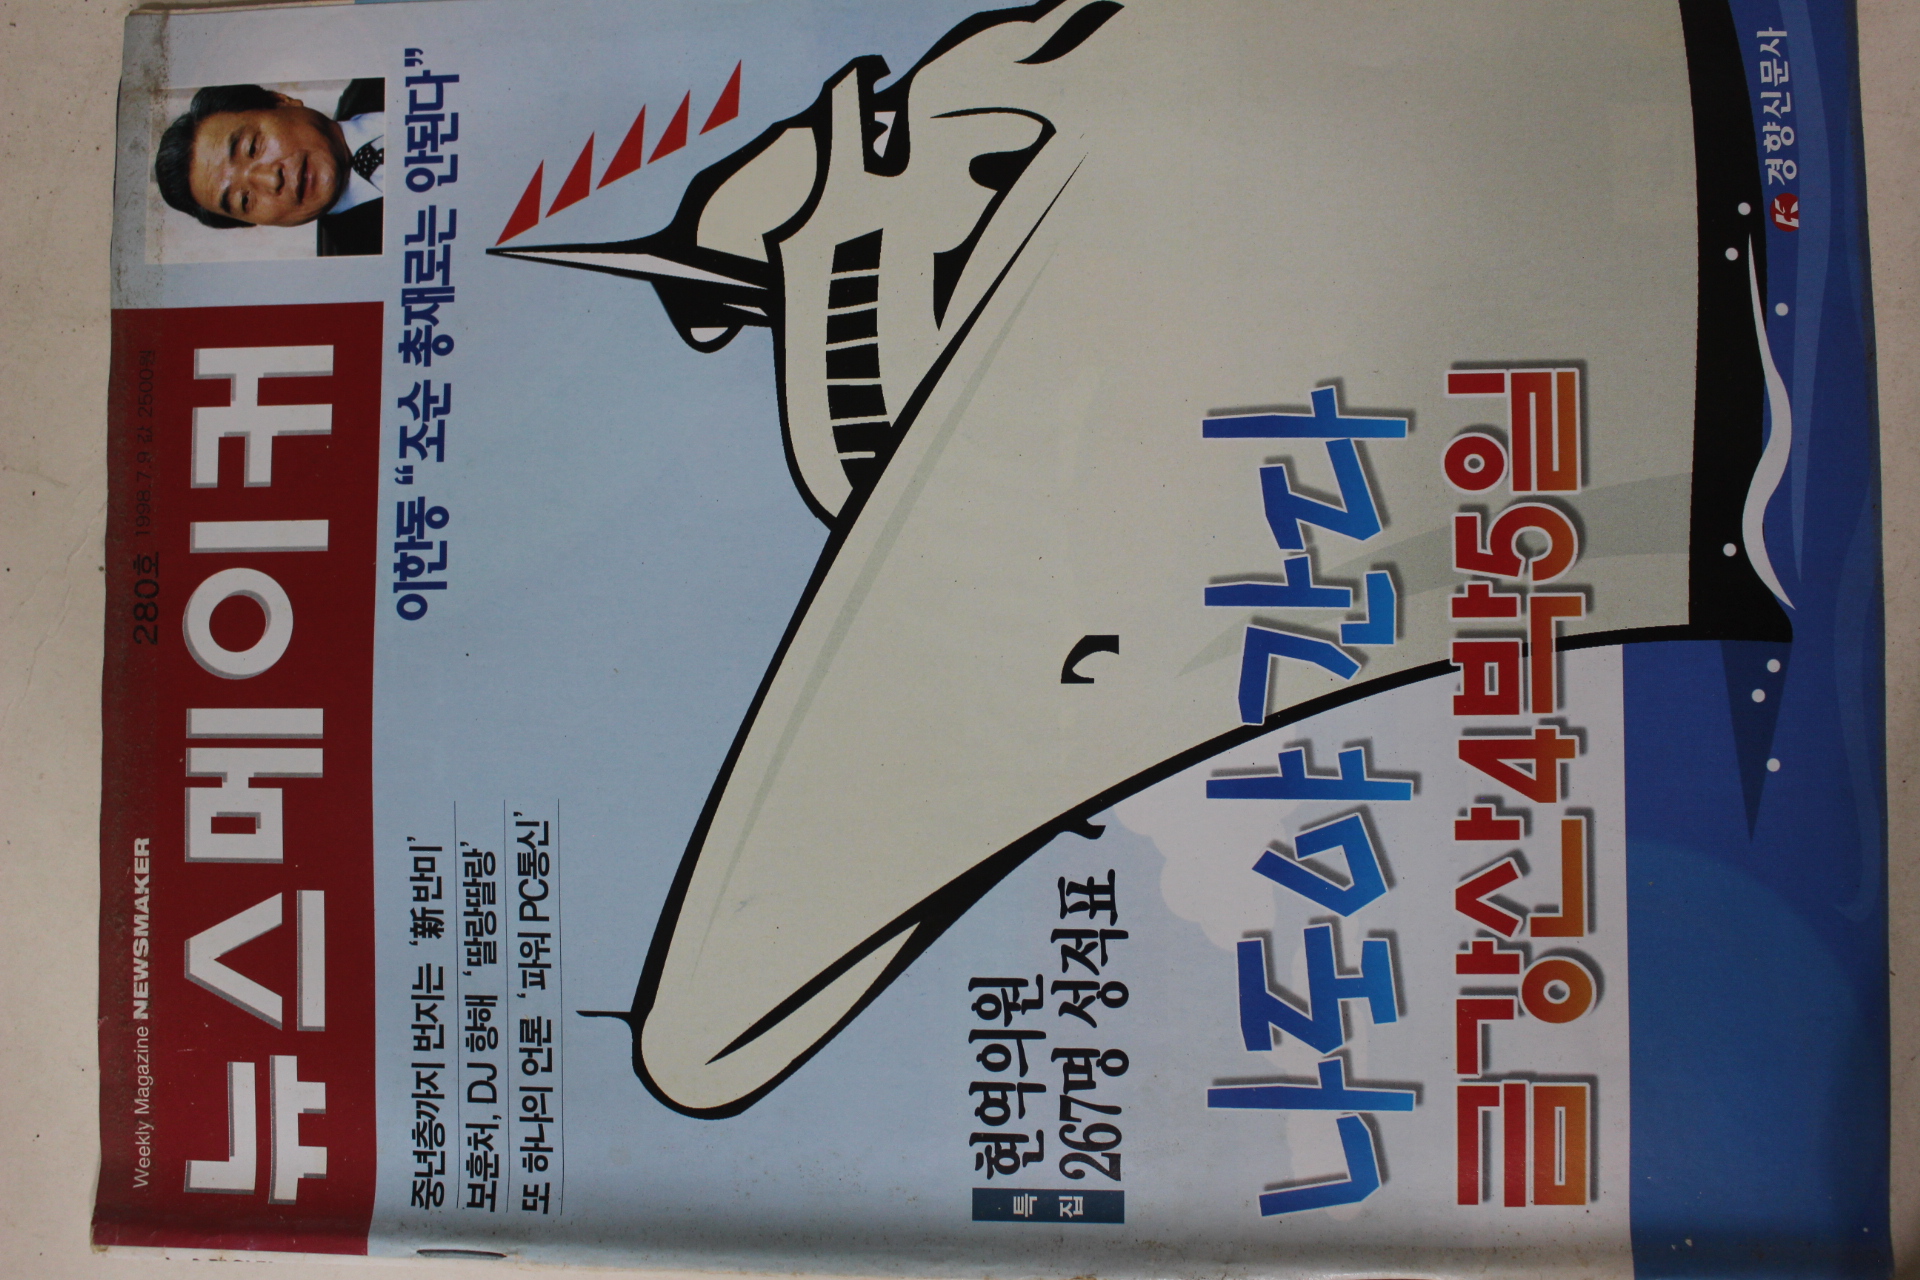 Weekly Magazine NEWSMAKER 280호 1998.7.9 값 2500원
뉴스메이커
이한동 “조순 총재로는 안된다”
중년층까지 번지는 ‘新반미’
보훈처, DJ 향해 ‘딸랑딸랑’
또 하나의 언론 ‘파워 PC통신’
특집
현역의원
267명 성적표
나도야 간다
금강산 4박5일
경향신문사